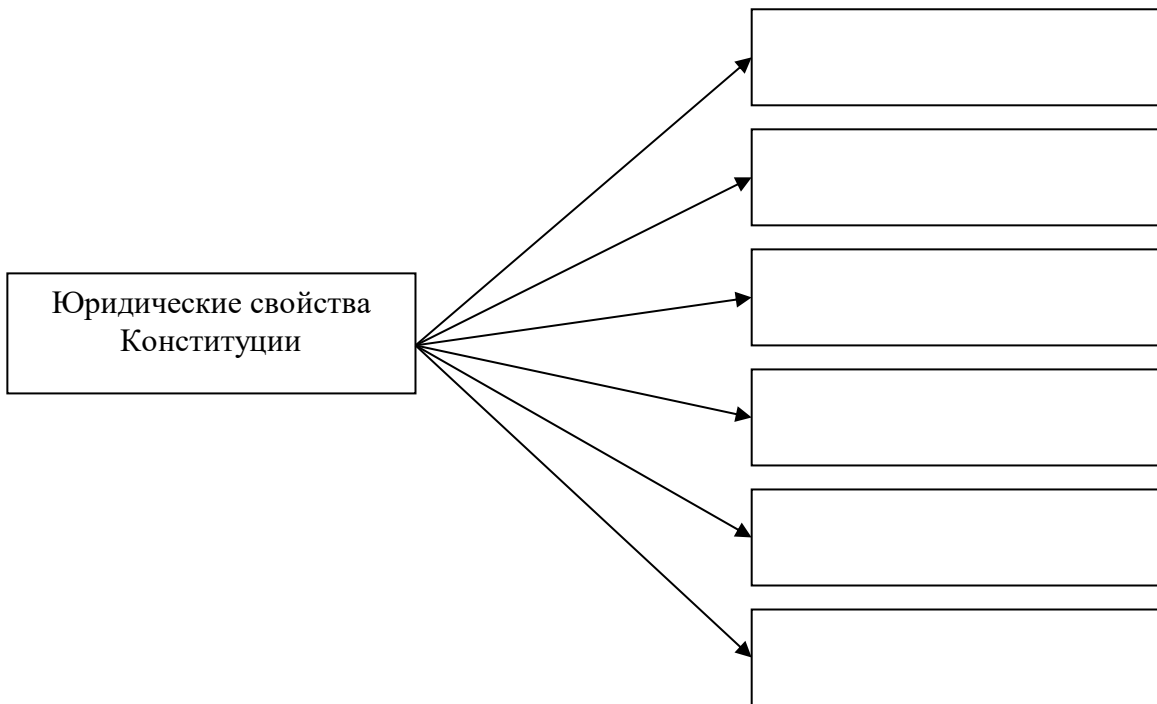 Юридические свойства
Конституции